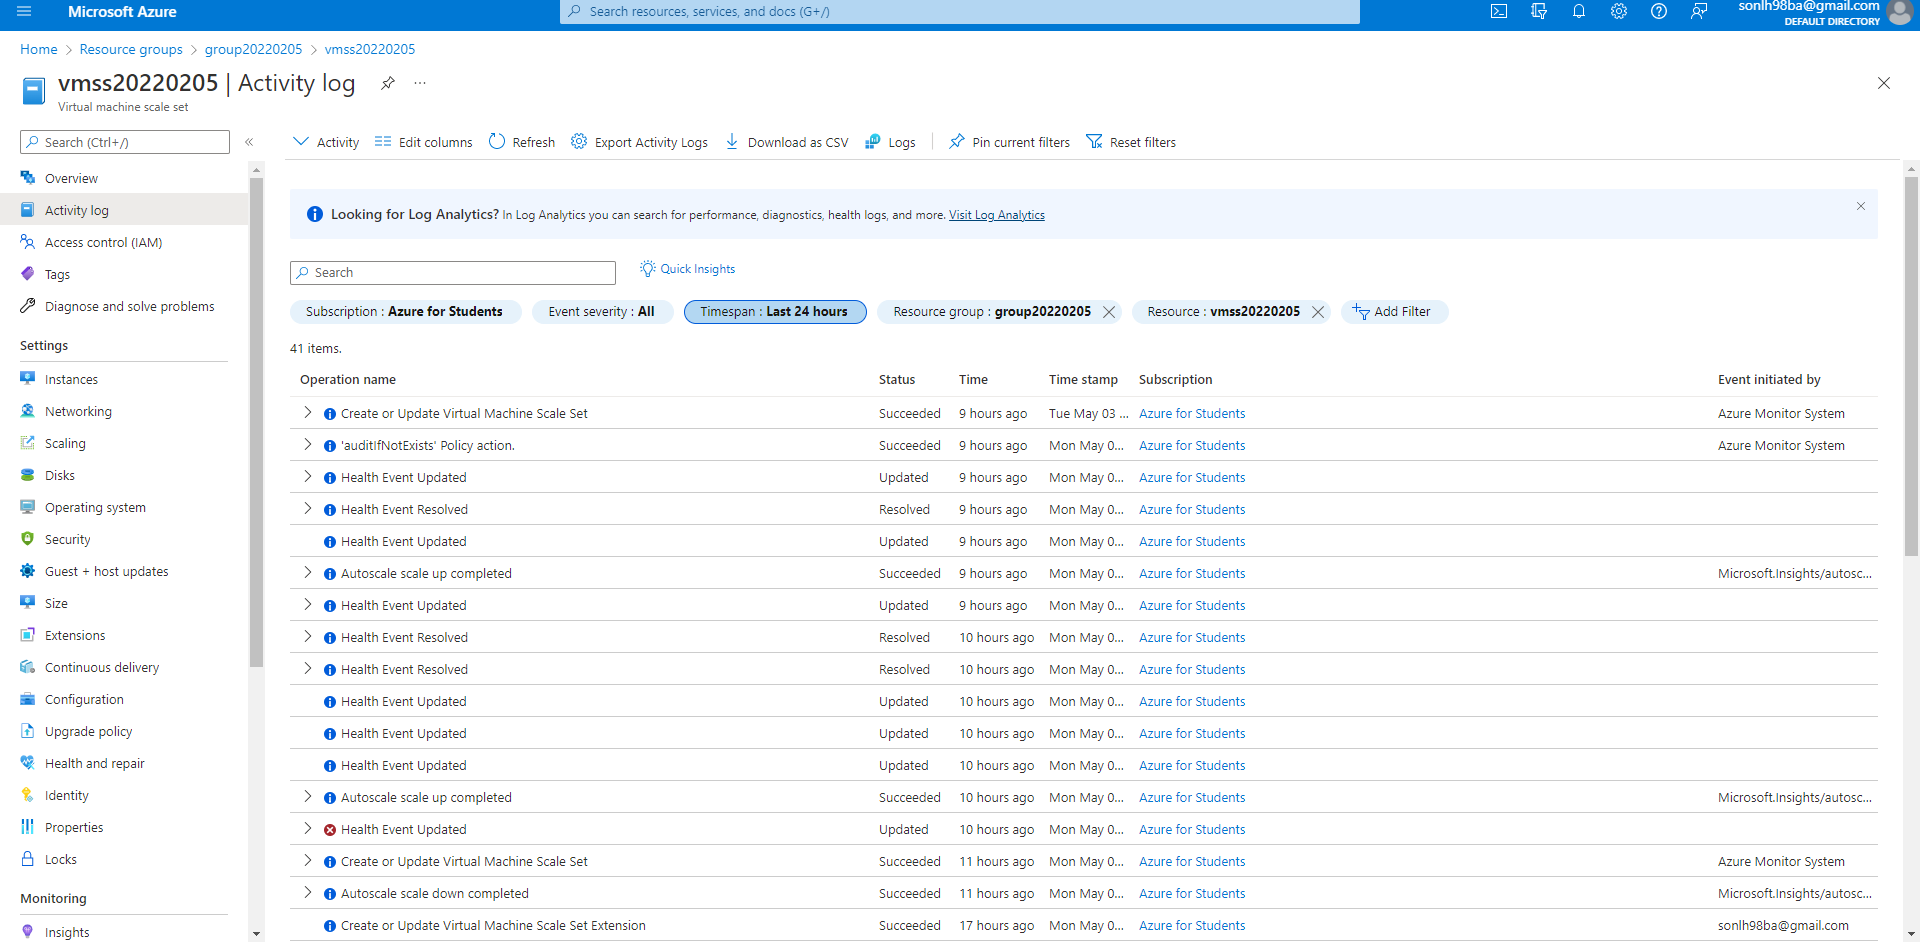 Microsoft Azure
Search resources, services, and docs (G+/)
sonlh98ba@gmail.com
DEFAULT DIRECTORY
Home > Resource groups > group20220205 > vmss20220205
vmss20220205 | Activity log
Virtual machine scale set
Search (Ctrl+/)
Overview
Activity log
Access control (IAM)
Tags
Diagnose and solve problems
Settings
Instances
Networking
Scaling
Disks
Operating system
Security
Guest + host updates
Size
Extensions
Continuous delivery
Configuration
Upgrade policy
Health and repair
Identity
Properties
Locks
Monitoring
Insights
Activity Edit columns Refresh Export Activity Logs Download as CSV Logs Pin current filters Reset filters
Looking for Log Analytics? In Log Analytics you can search for performance, diagnostics, health logs, and more. Visit Log Analytics
Search Quick Insights
Subscription : Azure for Students Event severity : All Timespan : Last 24 hours Resource group : group20220205 Resource : vmss20220205 Add Filter
41 items.
Operation name Status Time Time stamp Subscription Event initiated by
Create or Update Virtual Machine Scale Set Succeeded 9 hours ago Tue May 03 ... Azure for Students Azure Monitor System
'auditIfNotExists' Policy action. Succeeded 9 hours ago Mon May 0... Azure for Students Azure Monitor System
Health Event Updated Updated 9 hours ago Mon May 0... Azure for Students
Health Event Resolved Resolved 9 hours ago Mon May 0... Azure for Students
Health Event Updated Updated 9 hours ago Mon May 0... Azure for Students
Autoscale scale up completed Succeeded 9 hours ago Mon May 0... Azure for Students Microsoft.Insights/autosc...
Health Event Updated Updated 9 hours ago Mon May 0... Azure for Students
Health Event Resolved Resolved 10 hours ago Mon May 0... Azure for Students
Health Event Resolved Resolved 10 hours ago Mon May 0... Azure for Students
Health Event Updated Updated 10 hours ago Mon May 0... Azure for Students
Health Event Updated Updated 10 hours ago Mon May 0... Azure for Students
Health Event Updated Updated 10 hours ago Mon May 0... Azure for Students
Autoscale scale up completed Succeeded 10 hours ago Mon May 0... Azure for Students Microsoft.Insights/autosc...
Health Event Updated Updated 10 hours ago Mon May 0... Azure for Students
Create or Update Virtual Machine Scale Set Succeeded 11 hours ago Mon May 0... Azure for Students Azure Monitor System
Autoscale scale down completed Succeeded 11 hours ago Mon May 0... Azure for Students Microsoft.Insights/autosc...
Create or Update Virtual Machine Scale Set Extension Succeeded 17 hours ago Mon May 0... Azure for Students sonlh98ba@gmail.com